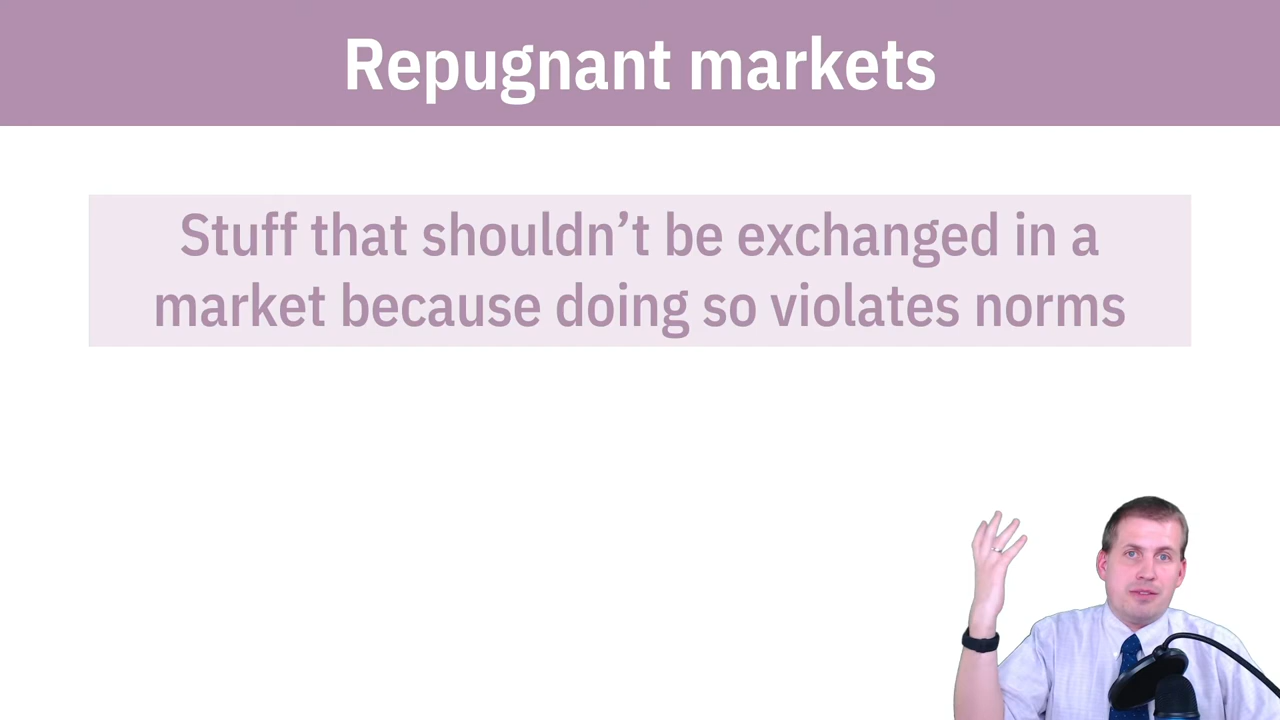 Repugnant markets
Stuff that shouldn’t be exchanged in a
market because doing so violates norms